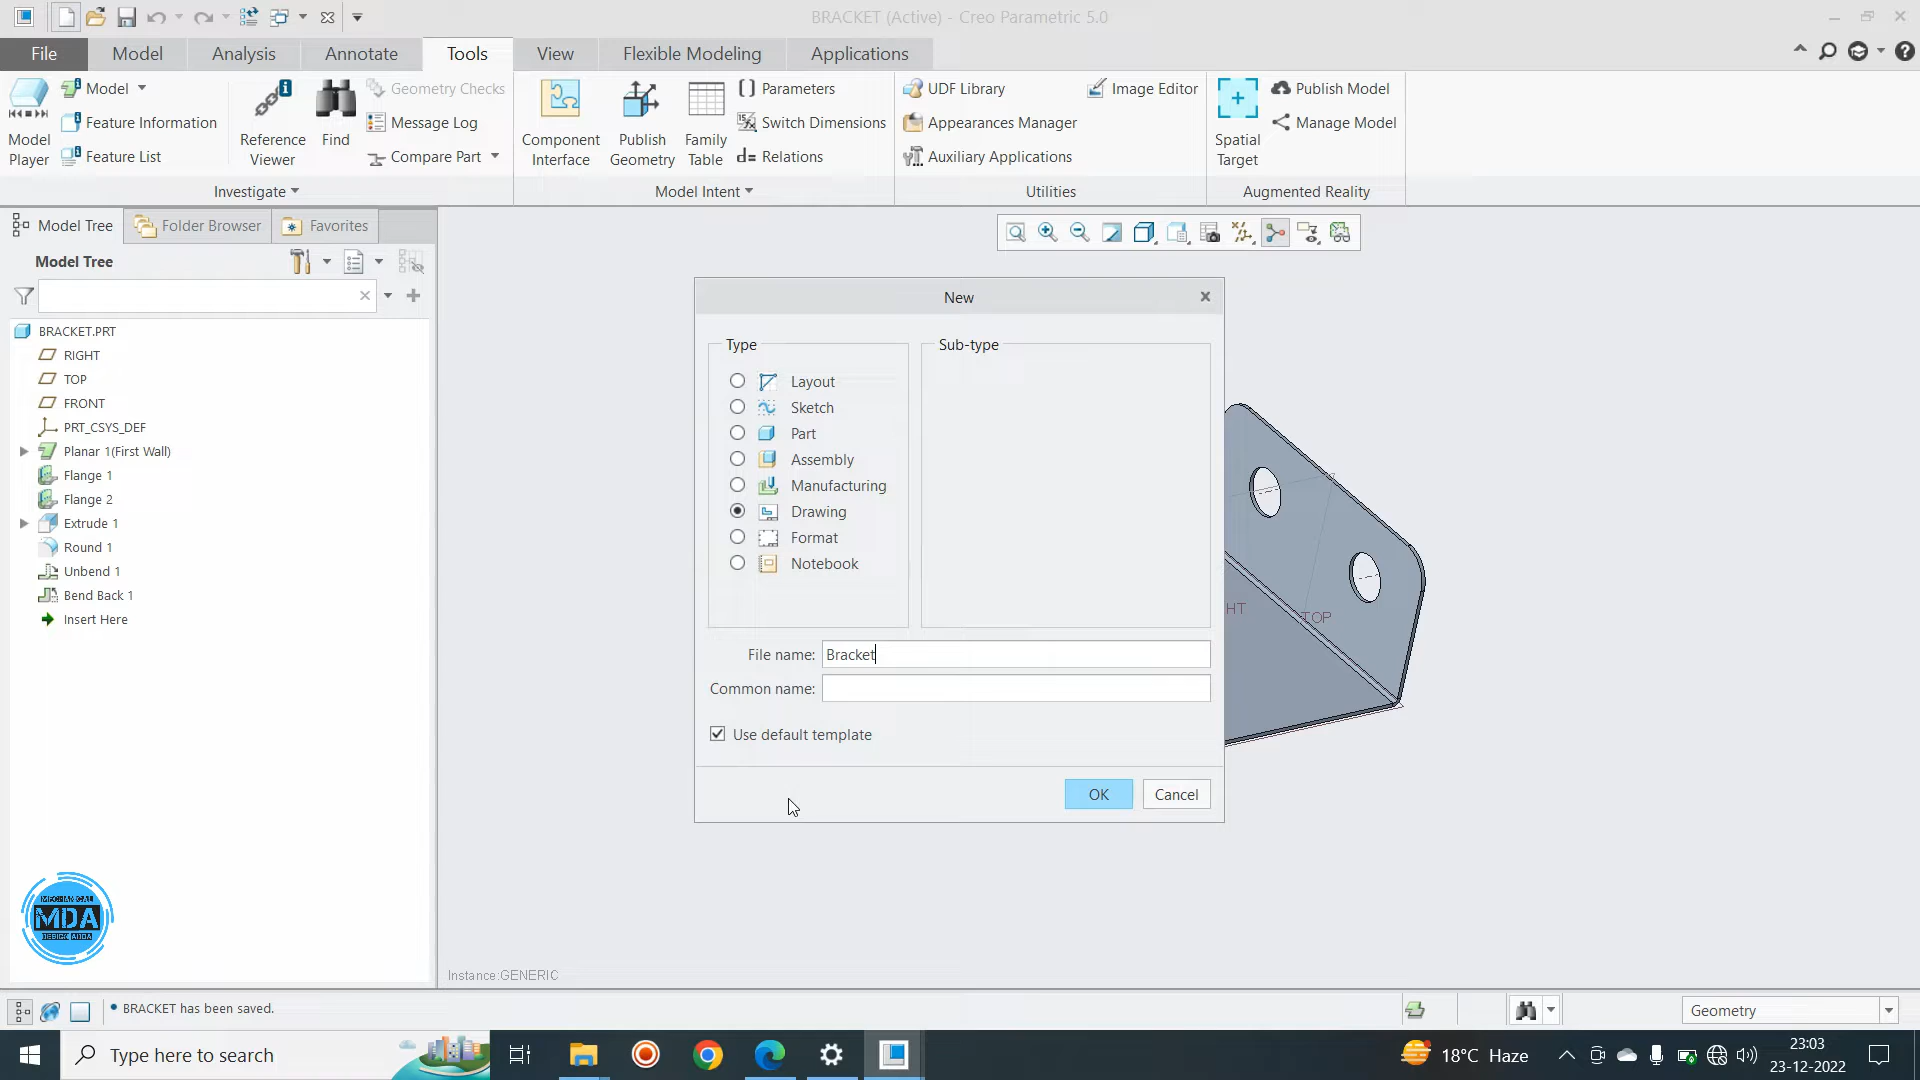 BRACKET (Active) - Creo Parametric 5.0
File Model Analysis Annotate Tools View Flexible Modeling Applications
Model
Feature Information
Feature List
Model Player
Reference Viewer
Find
Geometry Checks
Message Log
Compare Part
Component Interface
Publish Geometry
Family Table
Parameters
Switch Dimensions
Relations
UDF Library
Appearances Manager
Auxiliary Applications
Image Editor
Spatial Target
Publish Model
Manage Model
Investigate
Model Intent
Utilities
Augmented Reality
Model Tree
Folder Browser
Favorites
Model Tree
BRACKET.PRT
RIGHT
TOP
FRONT
PRT_CSYS_DEF
Planar 1(First Wall)
Flange 1
Flange 2
Extrude 1
Round 1
Unbend 1
Bend Back 1
Insert Here
New
Type
Sub-type
Layout
Sketch
Part
Assembly
Manufacturing
Drawing
Format
Notebook
File name: Bracket
Common name:
Use default template
OK
Cancel
HT
TOP
MECHANICAL
MDA
DESIGN ADDA
Instance:GENERIC
BRACKET has been saved.
Geometry
Type here to search
18°C Haze
23:03
23-12-2022